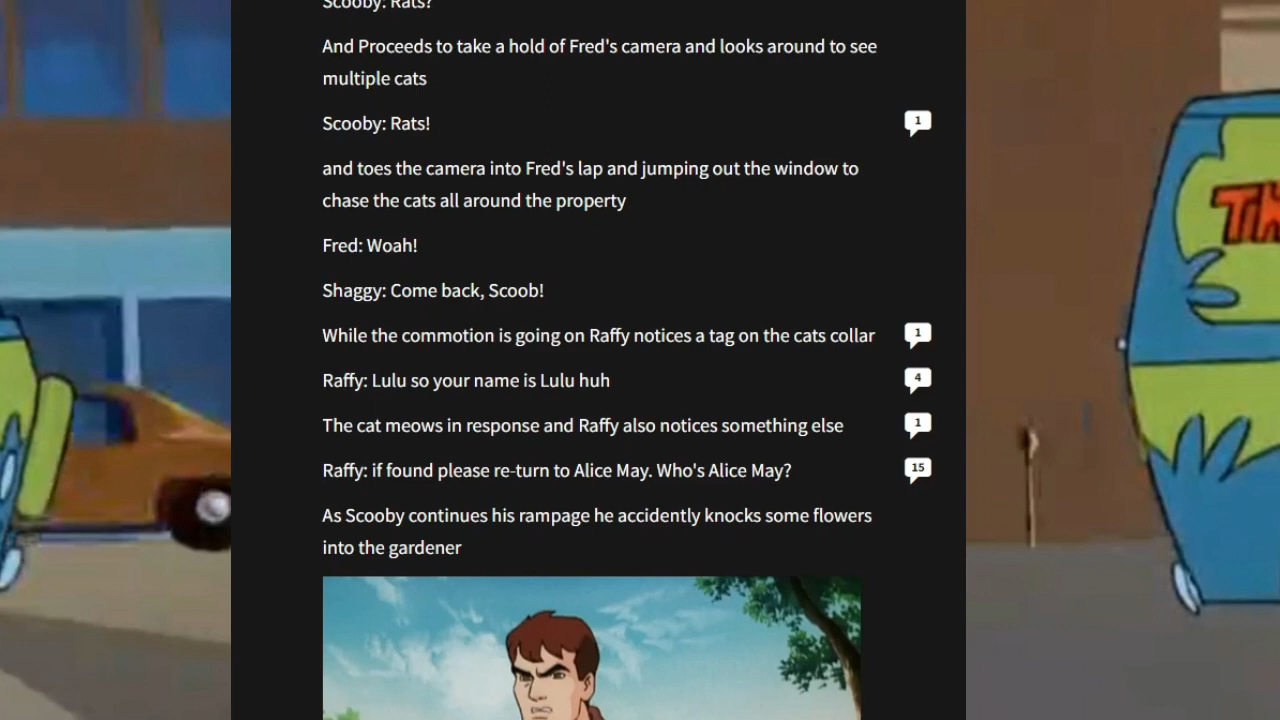 Scooby: Rats?
And Proceeds to take a hold of Fred's camera and looks around to see
multiple cats
Scooby: Rats!
1
and toes the camera into Fred's lap and jumping out the window to
chase the cats all around the property
Fred: Woah!
Shaggy: Come back, Scoob!
While the commotion is going on Raffy notices a tag on the cats collar
1
Raffy: Lulu so your name is Lulu huh
4
The cat meows in response and Raffy also notices something else
1
Raffy: if found please re-turn to Alice May. Who's Alice May?
15
As Scooby continues his rampage he accidently knocks some flowers
into the gardener